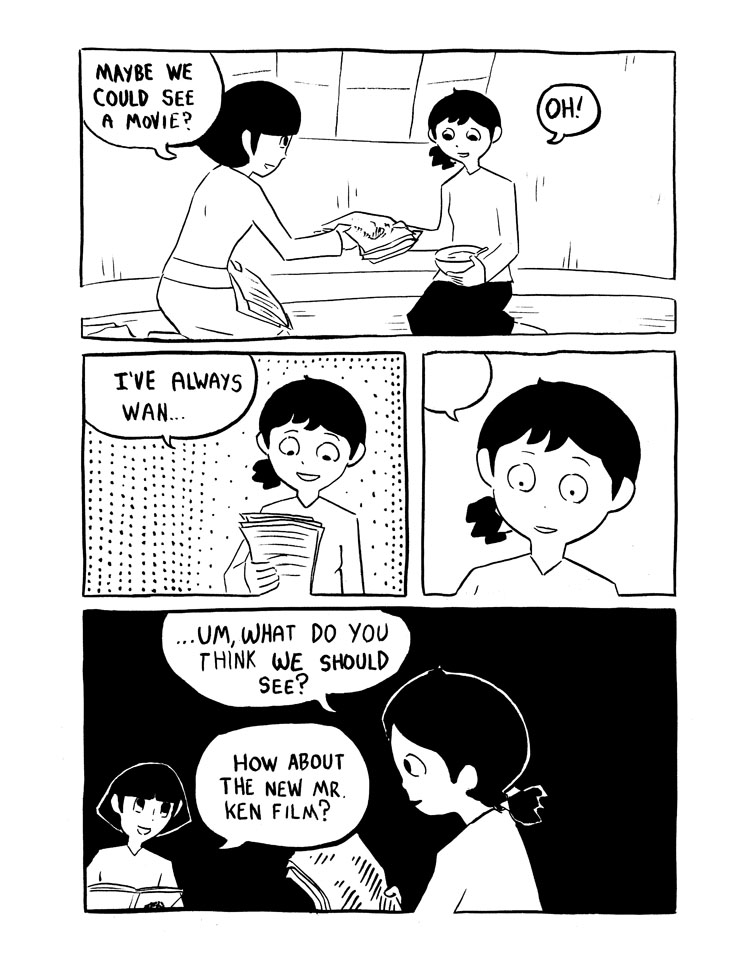 MAYBE WE
COULD SEE
A MOVIE?
OH!
I'VE ALWAYS
WAN...
...UM, WHAT DO YOU
THINK WE SHOULD
SEE?
HOW ABOUT
THE NEW MR.
KEN FILM?